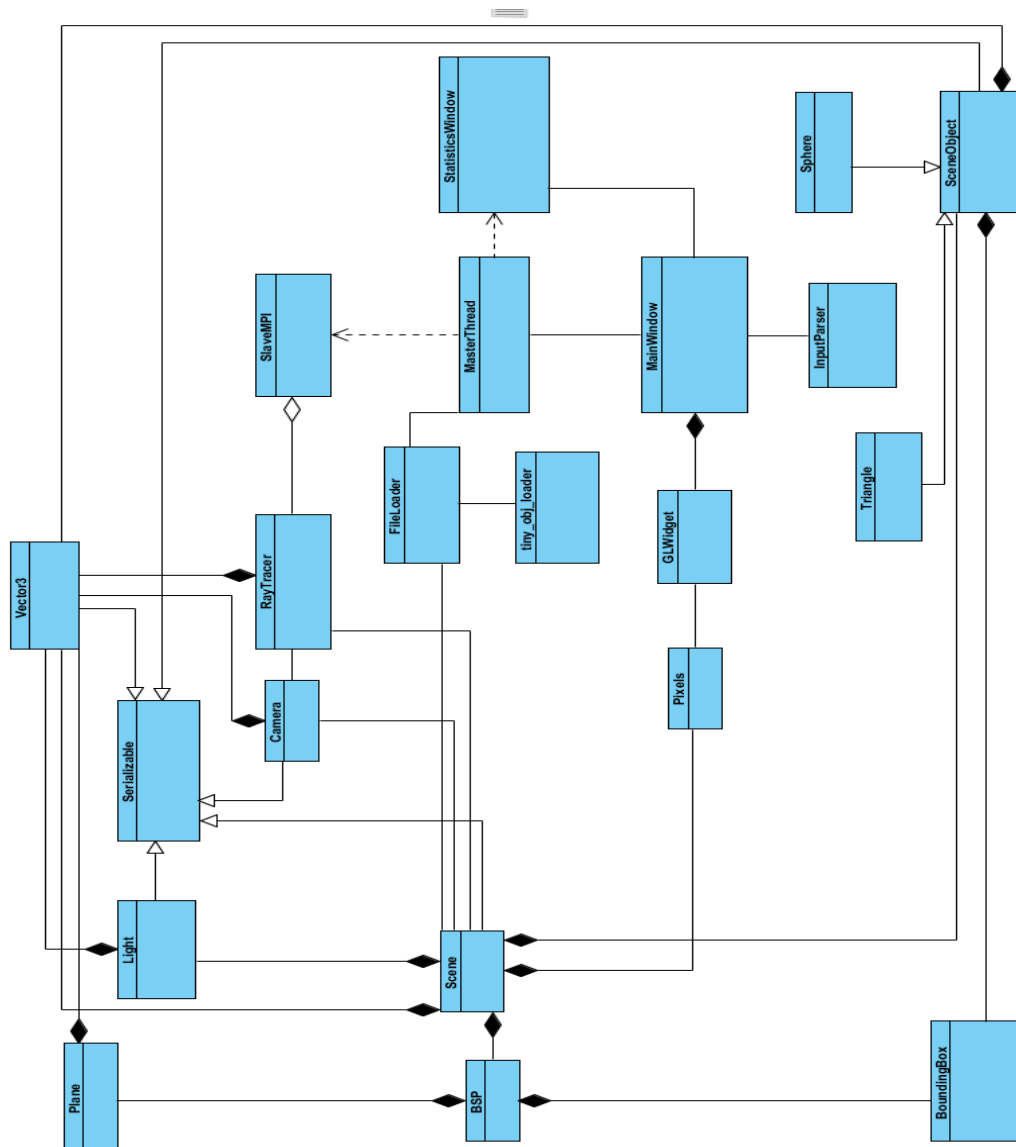 StatisticsWindow
Sphere
SceneObject
SlaveMPI
MasterThread
MainWindow
InputParser
Vector3
RayTracer
FileLoader
tiny_obj_loader
GLWidget
Triangle
Serializable
Camera
Pixels
Light
Scene
Plane
BSP
BoundingBox